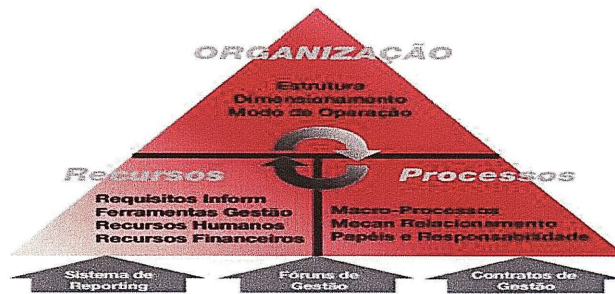 ORGANIZAÇÃO
Estrutura
Dimensionamento
Modo de Operação
Recursos
Requisitos Inform
Ferramentas Gestão
Recursos Humanos
Recursos Financeiros
Processos
Macro-Processos
Mecan Relacionamento
Papéis e Responsabilidade
Sistema de
Reporting
Fóruns de
Gestão
Contratos de
Gestão